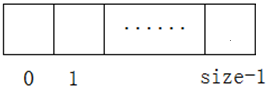 ......
0 1 size-1